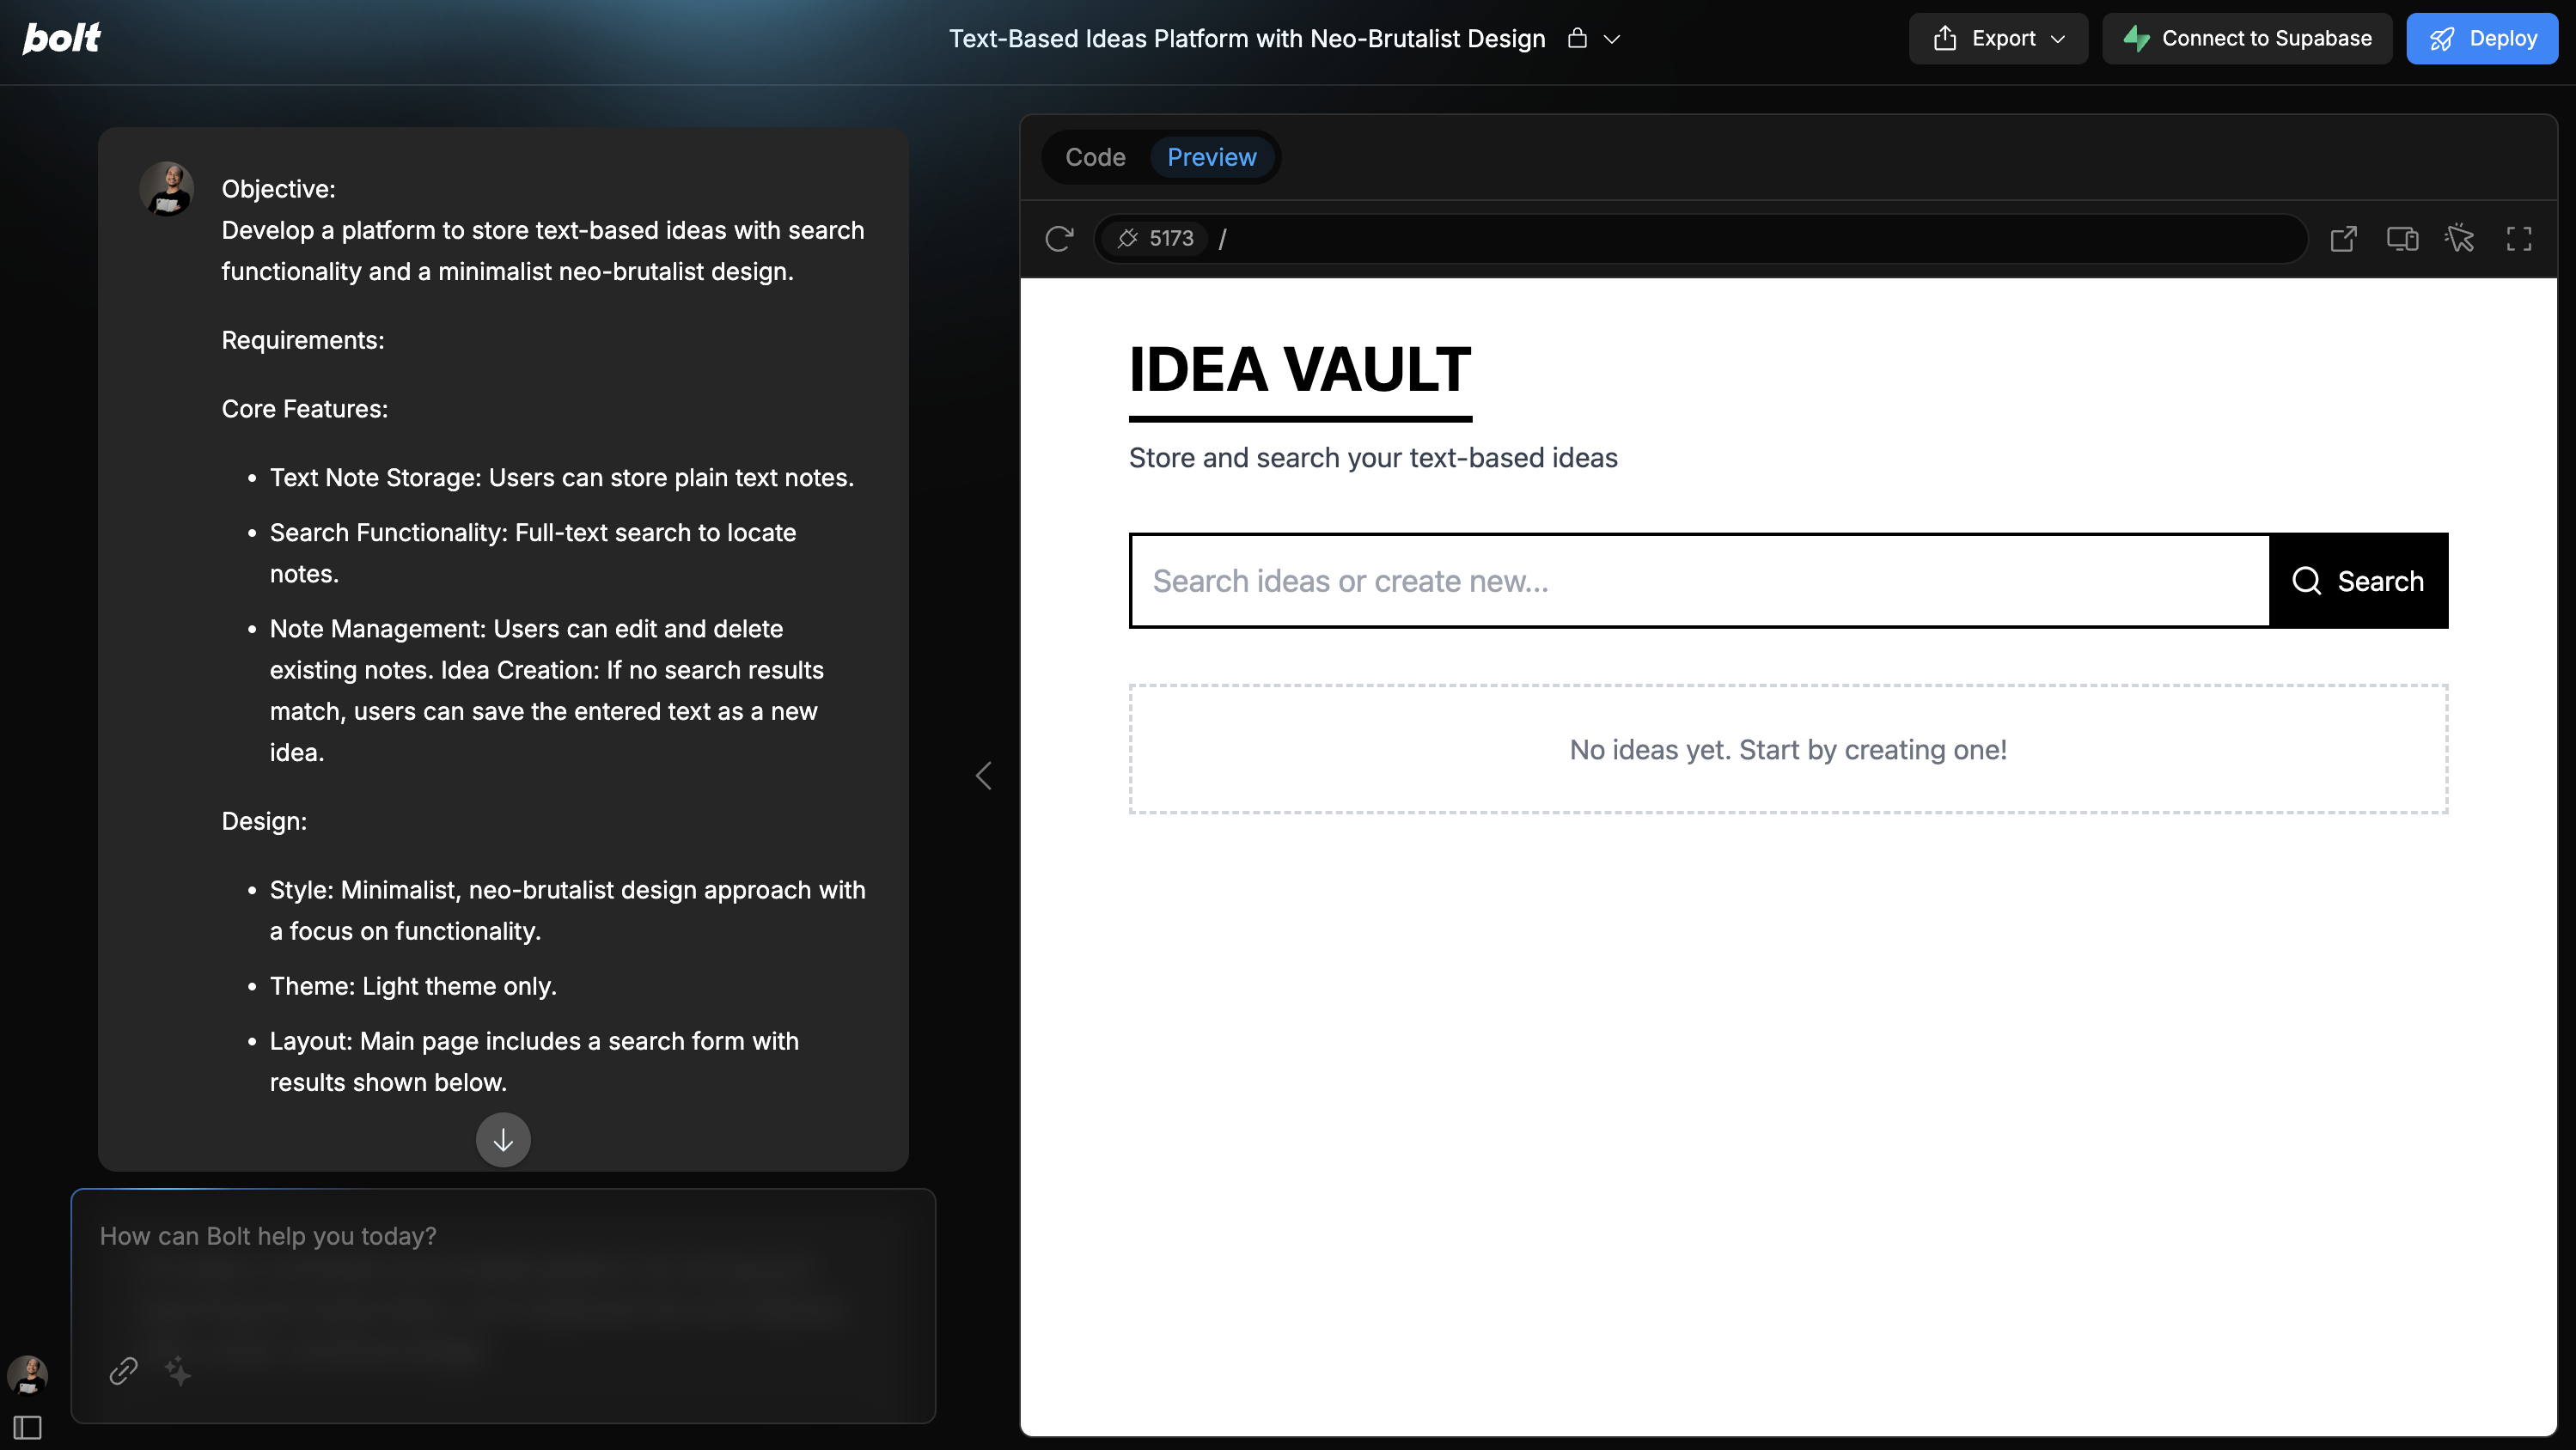 bolt
Text-Based Ideas Platform with Neo-Brutalist Design
Export
Connect to Supabase
Deploy
Objective:
Develop a platform to store text-based ideas with search
functionality and a minimalist neo-brutalist design.
Requirements:
Core Features:
• Text Note Storage: Users can store plain text notes.
• Search Functionality: Full-text search to locate
notes.
• Note Management: Users can edit and delete
existing notes. Idea Creation: If no search results
match, users can save the entered text as a new
idea.
Design:
• Style: Minimalist, neo-brutalist design approach with
a focus on functionality.
• Theme: Light theme only.
• Layout: Main page includes a search form with
results shown below.
How can Bolt help you today?
Code
Preview
5173 /
IDEA VAULT
Store and search your text-based ideas
Search ideas or create new...
Search
No ideas yet. Start by creating one!